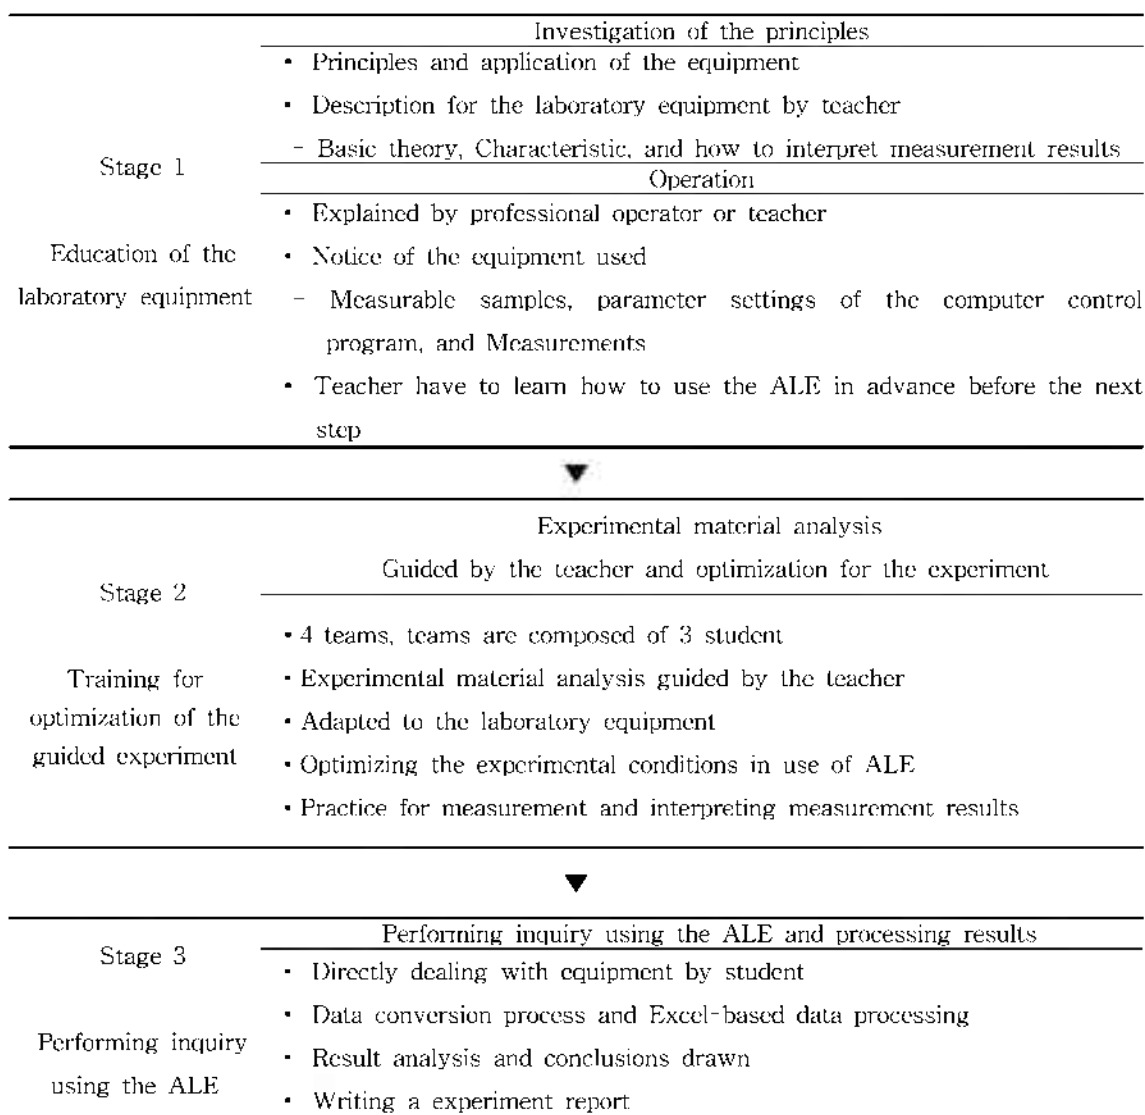 Investigation of the principles
• Principles and application of the equipment
• Description for the laboratory equipment by teacher
- Basic theory, Characteristic, and how to interpret measurement results
Stage 1
Education of the
laboratory equipment
Operation
• Explained by professional operator or teacher
• Notice of the equipment used
- Measurable samples, parameter settings of the computer control
program, and Measurements
• Teacher have to learn how to use the ALE in advance before the next
step
▼
Experimental material analysis
Guided by the teacher and optimization for the experiment
Stage 2
Training for
optimization of the
guided experiment
• 4 teams, teams are composed of 3 student
• Experimental material analysis guided by the teacher
• Adapted to the laboratory equipment
• Optimizing the experimental conditions in use of ALE
• Practice for measurement and interpreting measurement results
▼
Performing inquiry using the ALE and processing results
Stage 3
Performing inquiry
using the ALE
• Directly dealing with equipment by student
• Data conversion process and Excel-based data processing
• Result analysis and conclusions drawn
• Writing a experiment report